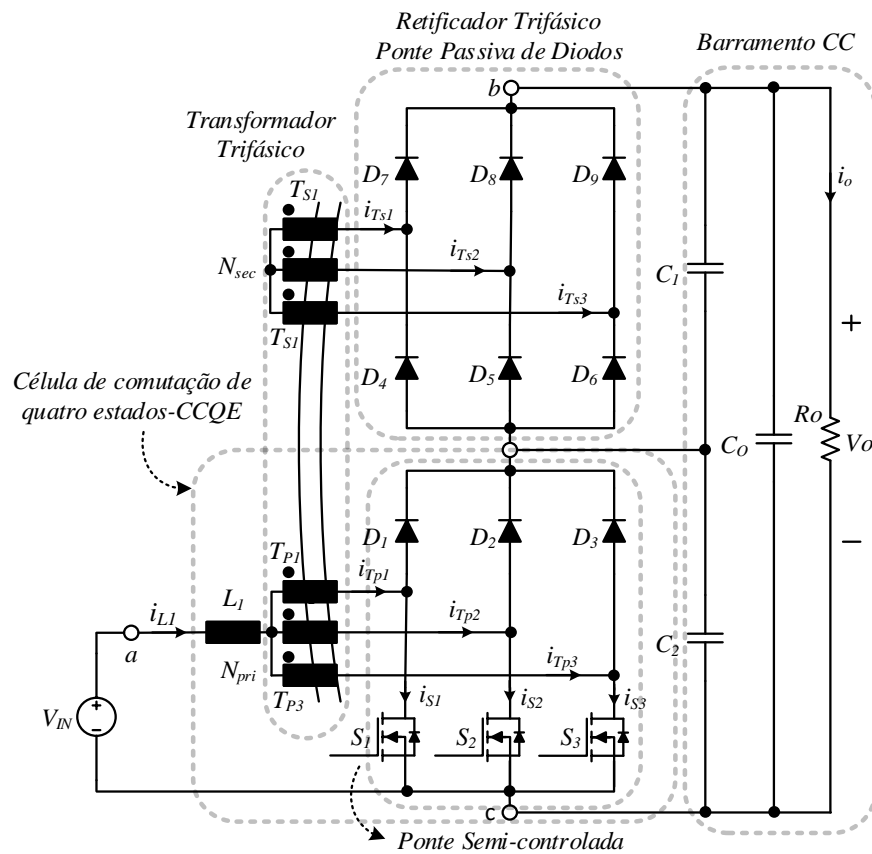 Retificador Trifásico
Ponte Passiva de Diodos
Barramento CC
Transformador
Trifásico
b
D7
D8
D9
io
TS1
iTs1
iTs2
Nsec
iTs3
C1
TS1
+
Célula de comutação de
quatro estados-CCQE
D4
D5
D6
Ro
CO
Vo
D1
D2
D3
−
TP1
iTp1
L1
iL1
iTp2
a
C2
Npri
iTp3
TP3
iS1
iS2
iS3
VIN
+
-
S1
S2
S3
c
Ponte Semi-controlada